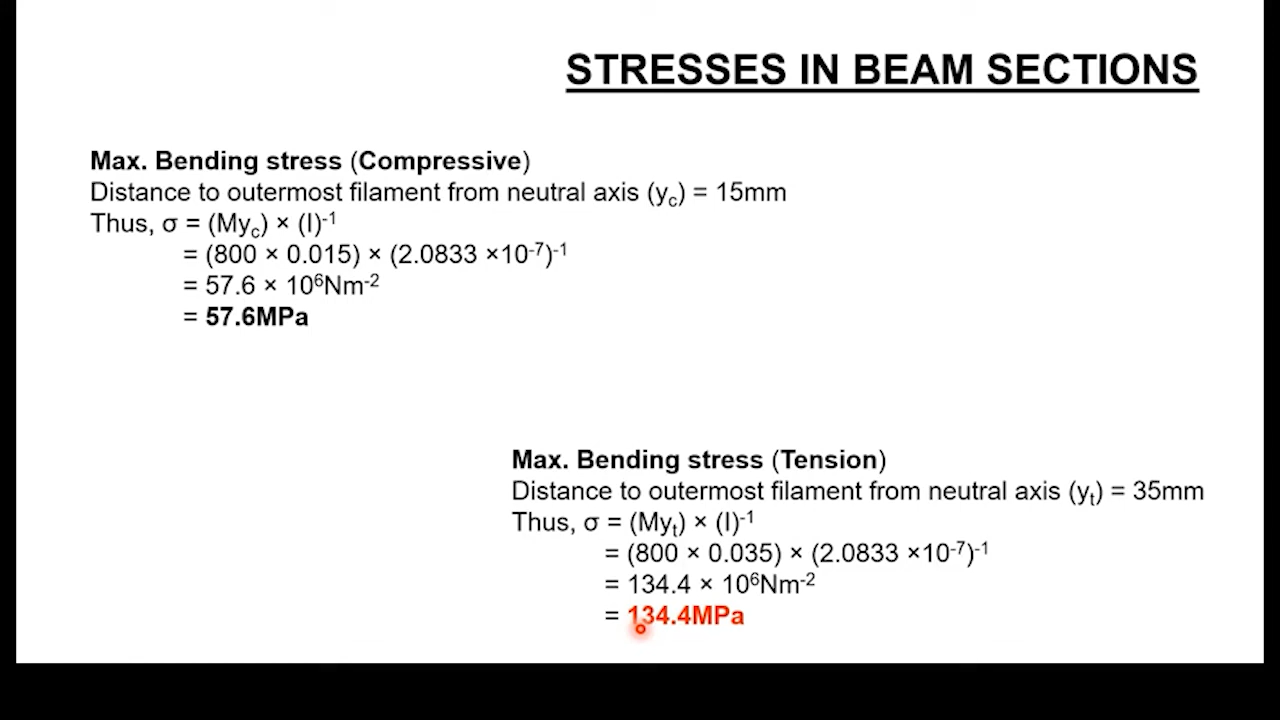 STRESSES IN BEAM SECTIONS
Max. Bending stress (Compressive)
Distance to outermost filament from neutral axis (y꜀) = 15mm
Thus, σ = (My꜀) × (I)⁻¹
= (800 × 0.015) × (2.0833 ×10⁻⁷)⁻¹
= 57.6 × 10⁶Nm⁻²
= 57.6MPa
Max. Bending stress (Tension)
Distance to outermost filament from neutral axis (yₜ) = 35mm
Thus, σ = (Myₜ) × (I)⁻¹
= (800 × 0.035) × (2.0833 ×10⁻⁷)⁻¹
= 134.4 × 10⁶Nm⁻²
= 134.4MPa